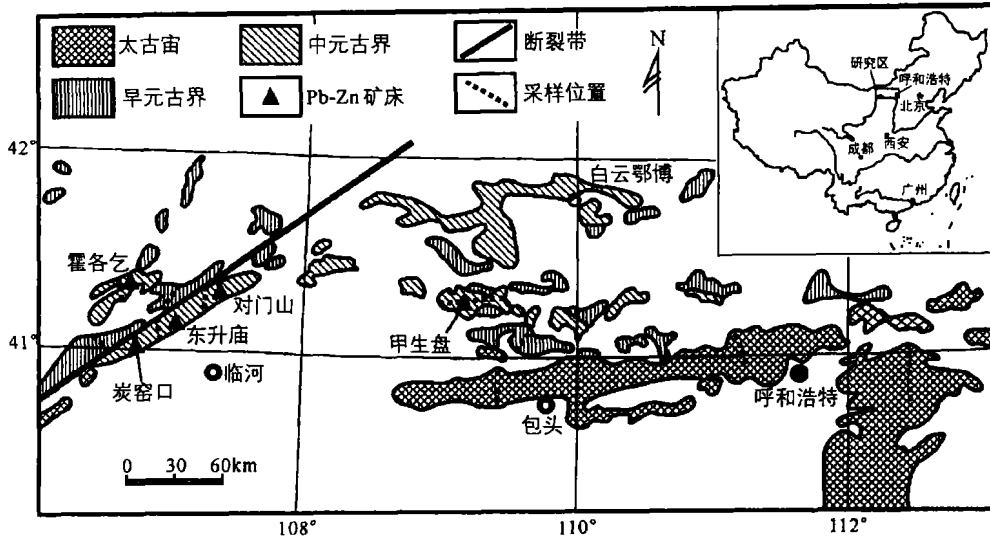 太古宙
中元古界
断裂带
早元古界
Pb-Zn 矿床
采样位置
N
研究区
呼和浩特
北京
西安
成都
广州
42°
白云鄂博
霍各乞
对门山
东升庙
甲生盘
41°
炭窑口
临河
呼和浩特
包头
0 30 60km
108°
110°
112°